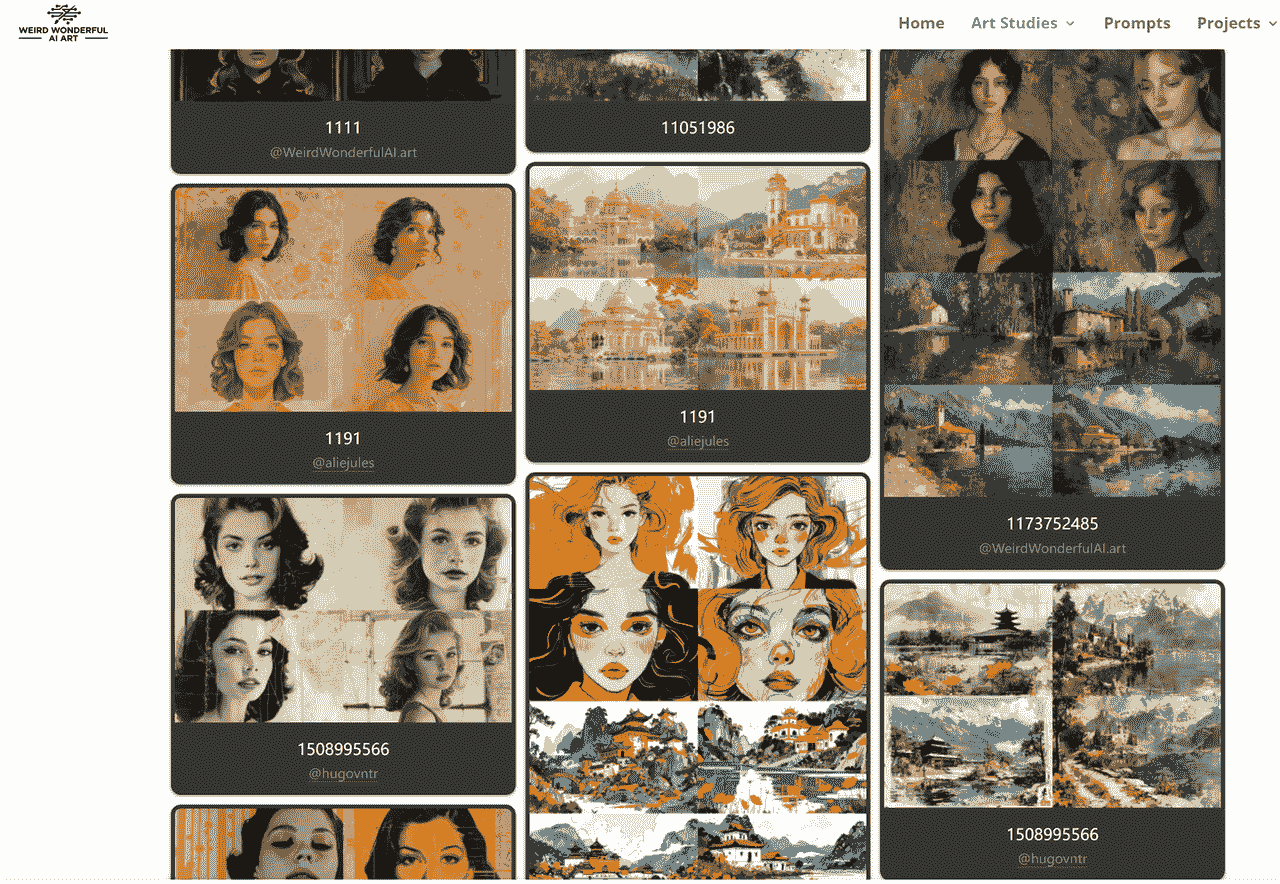 WEIRD WONDERFUL
AI ART
Home
Art Studies
Prompts
Projects
1111
@WeirdWonderfulAI.art
1191
@aliejules
1508995566
@hugovntr
11051986
1191
@aliejules
1173752485
@WeirdWonderfulAI.art
1508995566
@hugovntr